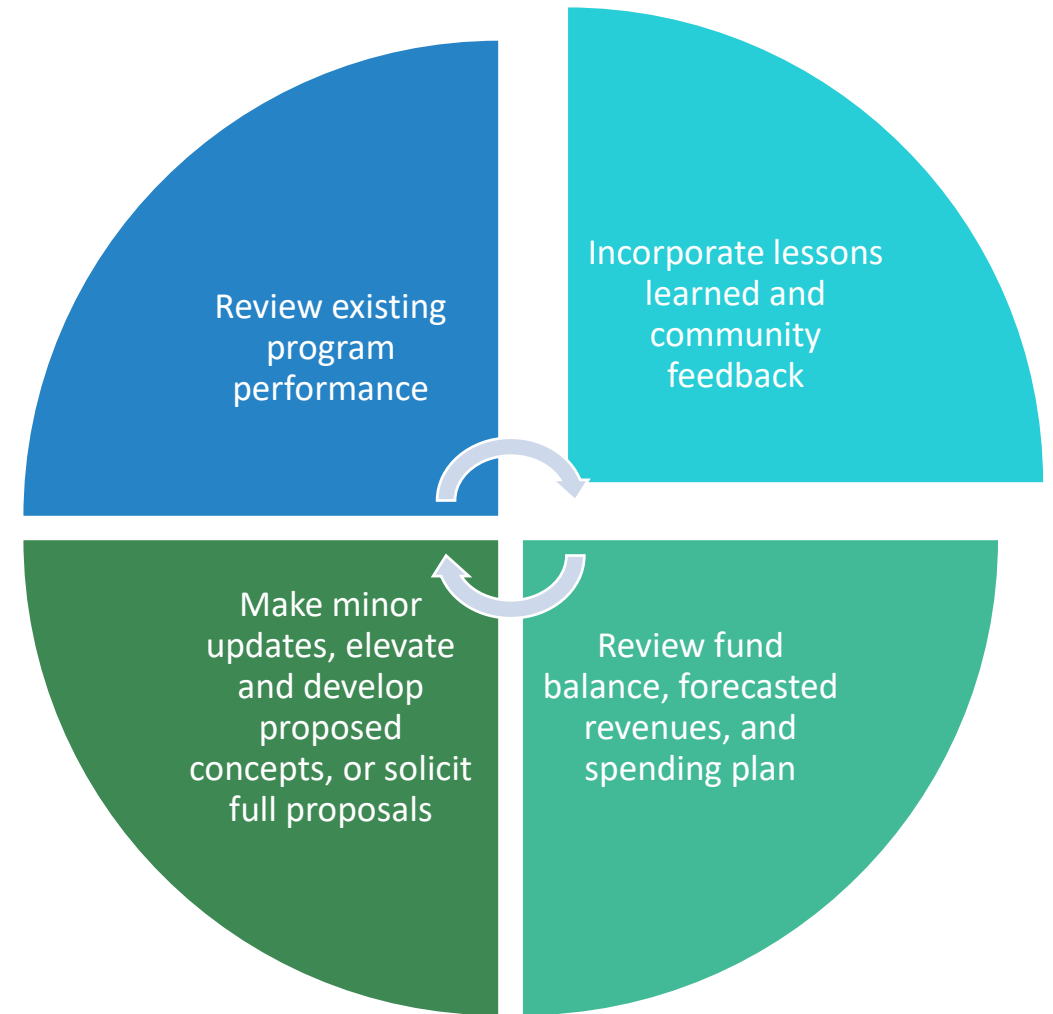 Review existing
program
performance
Incorporate lessons
learned and
community
feedback
Review fund
balance, forecasted
revenues, and
spending plan
Make minor
updates, elevate
and develop
proposed
concepts, or solicit
full proposals